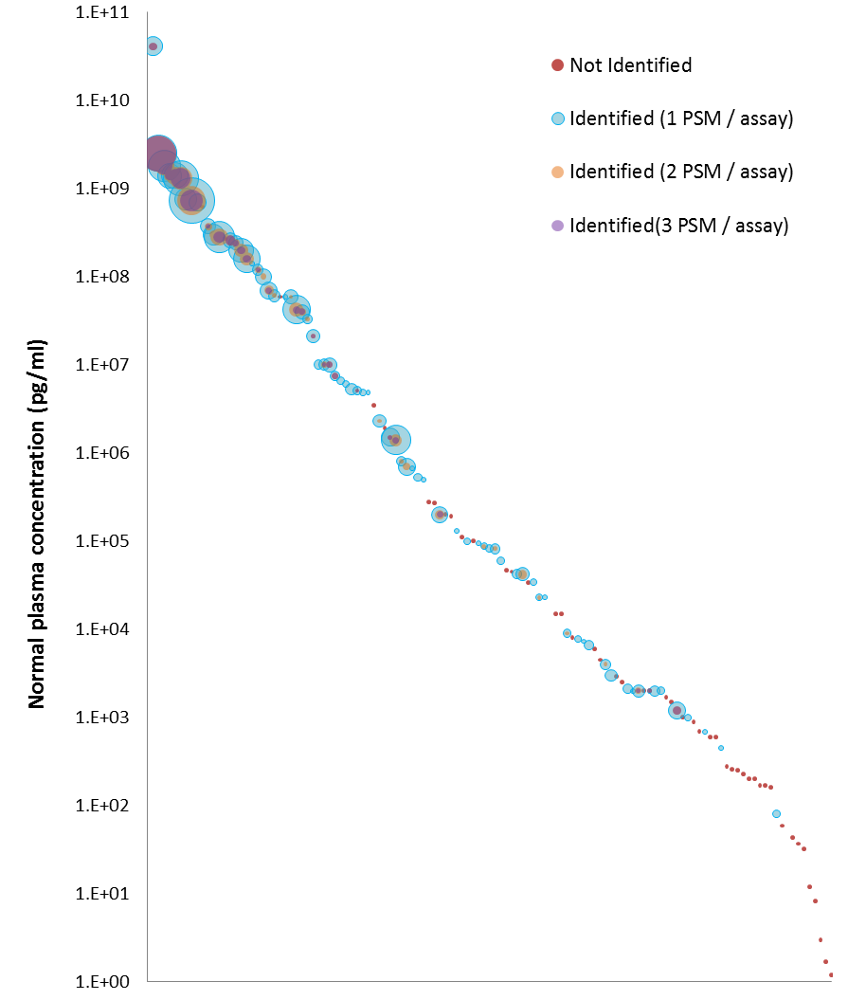 1.E+11
1.E+10
1.E+09
1.E+08
1.E+07
1.E+06
1.E+05
1.E+04
1.E+03
1.E+02
1.E+01
1.E+00
Normal plasma concentration (pg/ml)
Not Identified
Identified (1 PSM / assay)
Identified (2 PSM / assay)
Identified(3 PSM / assay)